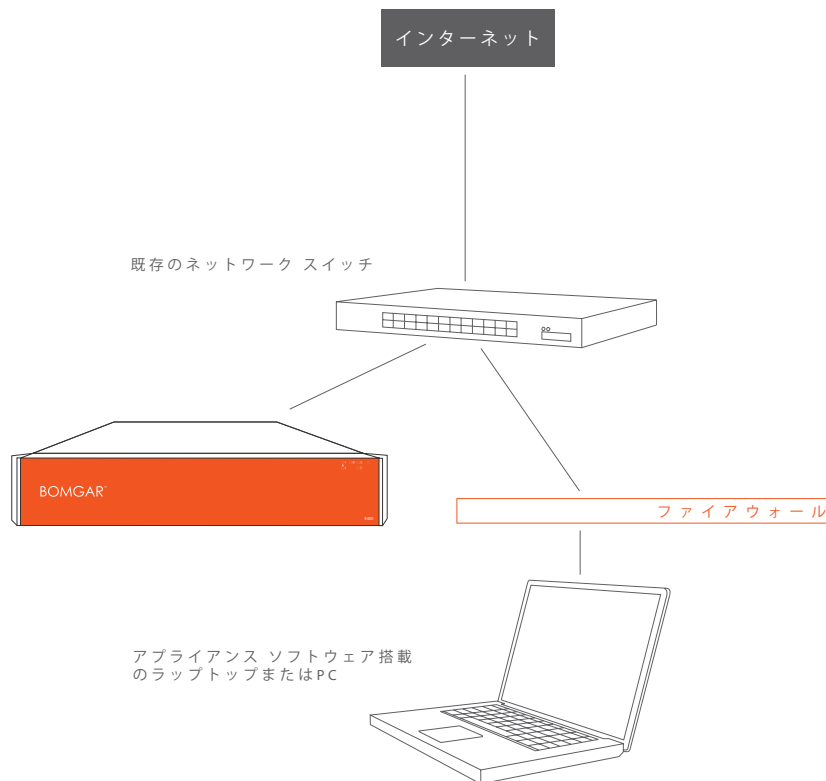 インターネット
既存のネットワーク スイッチ
BOMGAR
ファイアウォール
アプライアンス ソフトウェア搭載
のラップトップまたはPC